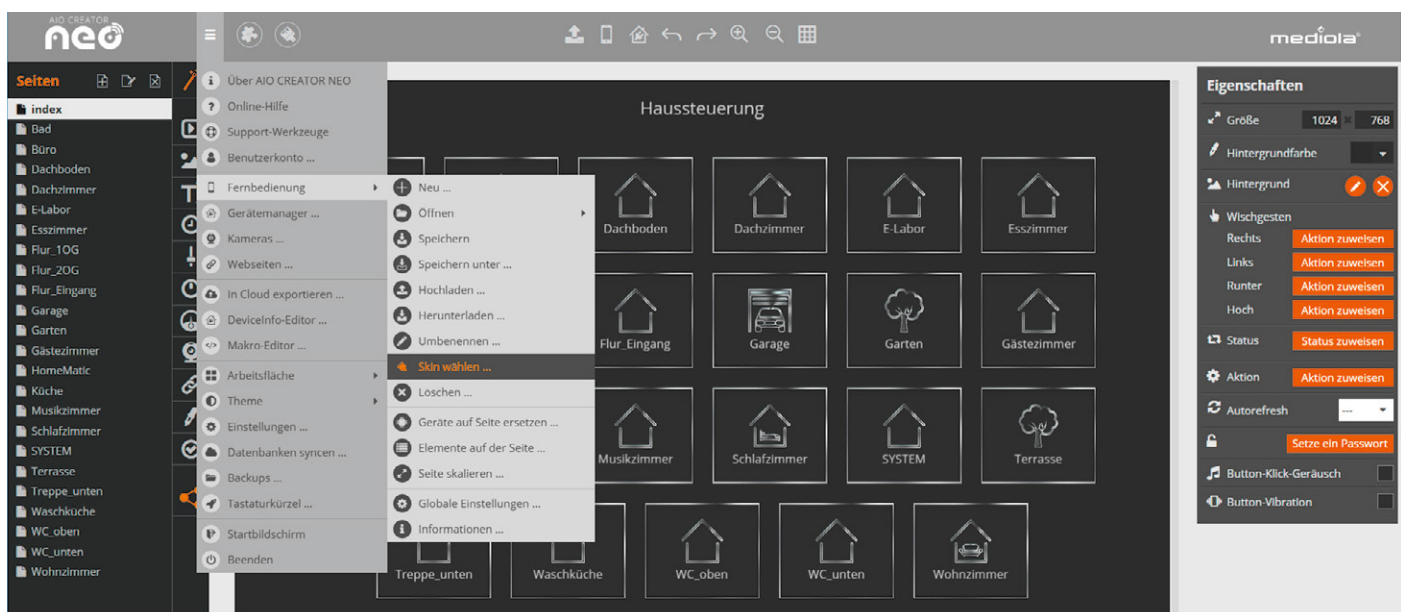 AIO CREATOR
neo
mediola®
Seiten
index
Bad
Büro
Dachboden
Dachzimmer
E-Labor
Esszimmer
Flur_1OG
Flur_2OG
Flur_Eingang
Garage
Garten
Gästezimmer
HomeMatic
Küche
Musikzimmer
Schlafzimmer
SYSTEM
Terrasse
Treppe_unten
Waschküche
WC_oben
WC_unten
Wohnzimmer
Über AIO CREATOR NEO
Online-Hilfe
Support-Werkzeuge
Benutzerkonto ...
Fernbedienung
Gerätemanager ...
Kameras ...
Webseiten ...
In Cloud exportieren ...
DeviceInfo-Editor ...
Makro-Editor ...
Arbeitsfläche
Theme
Einstellungen ...
Datenbanken syncen ...
Backups ...
Tastaturkürzel ...
Startbildschirm
Beenden
Neu ...
Öffnen
Speichern
Speichern unter ...
Hochladen ...
Herunterladen ...
Umbenennen ...
Skin wählen ...
Löschen ...
Geräte auf Seite ersetzen ...
Elemente auf der Seite ...
Seite skalieren ...
Globale Einstellungen ...
Informationen ...
Haussteuerung
Dachboden
Dachzimmer
E-Labor
Esszimmer
Flur_Eingang
Garage
Garten
Gästezimmer
Musikzimmer
Schlafzimmer
SYSTEM
Terrasse
Treppe_unten
Waschküche
WC_oben
WC_unten
Wohnzimmer
Eigenschaften
Größe 1024 × 768
Hintergrundfarbe
Hintergrund
Wischgesten
Rechts Aktion zuweisen
Links Aktion zuweisen
Runter Aktion zuweisen
Hoch Aktion zuweisen
Status Status zuweisen
Aktion Aktion zuweisen
Autorefresh ---
Setze ein Passwort
Button-Klick-Geräusch
Button-Vibration